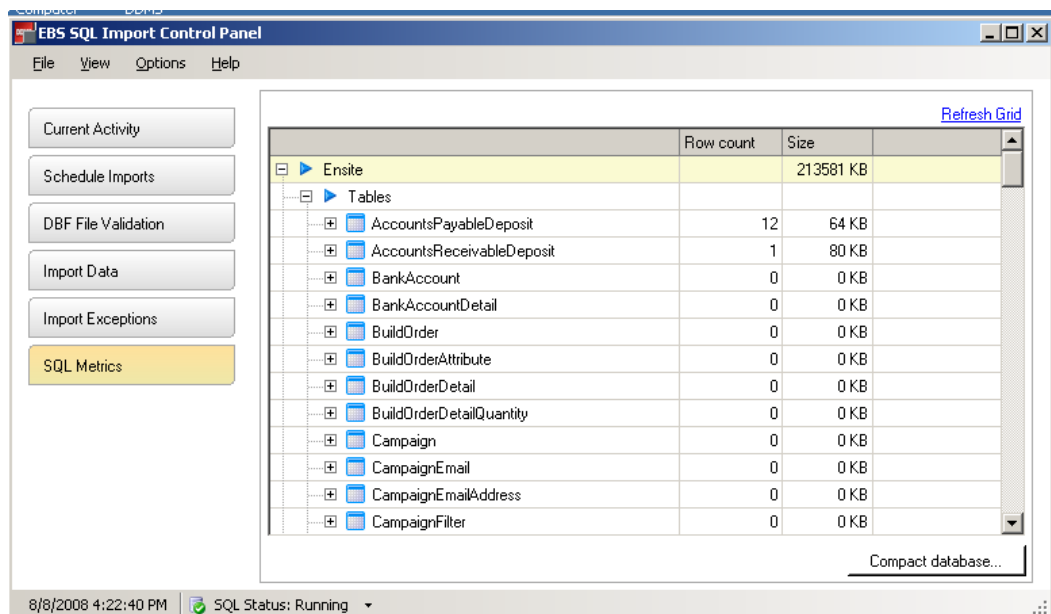 Computer DDMS
EBS SQL Import Control Panel
File View Options Help
Refresh Grid
Current Activity
Schedule Imports
DBF File Validation
Import Data
Import Exceptions
SQL Metrics
Row count Size
Ensite 213581 KB
Tables
AccountsPayableDeposit 12 64 KB
AccountsReceivableDeposit 1 80 KB
BankAccount 0 0 KB
BankAccountDetail 0 0 KB
BuildOrder 0 0 KB
BuildOrderAttribute 0 0 KB
BuildOrderDetail 0 0 KB
BuildOrderDetailQuantity 0 0 KB
Campaign 0 0 KB
CampaignEmail 0 0 KB
CampaignEmailAddress 0 0 KB
CampaignFilter 0 0 KB
Compact database...
8/8/2008 4:22:40 PM SQL Status: Running